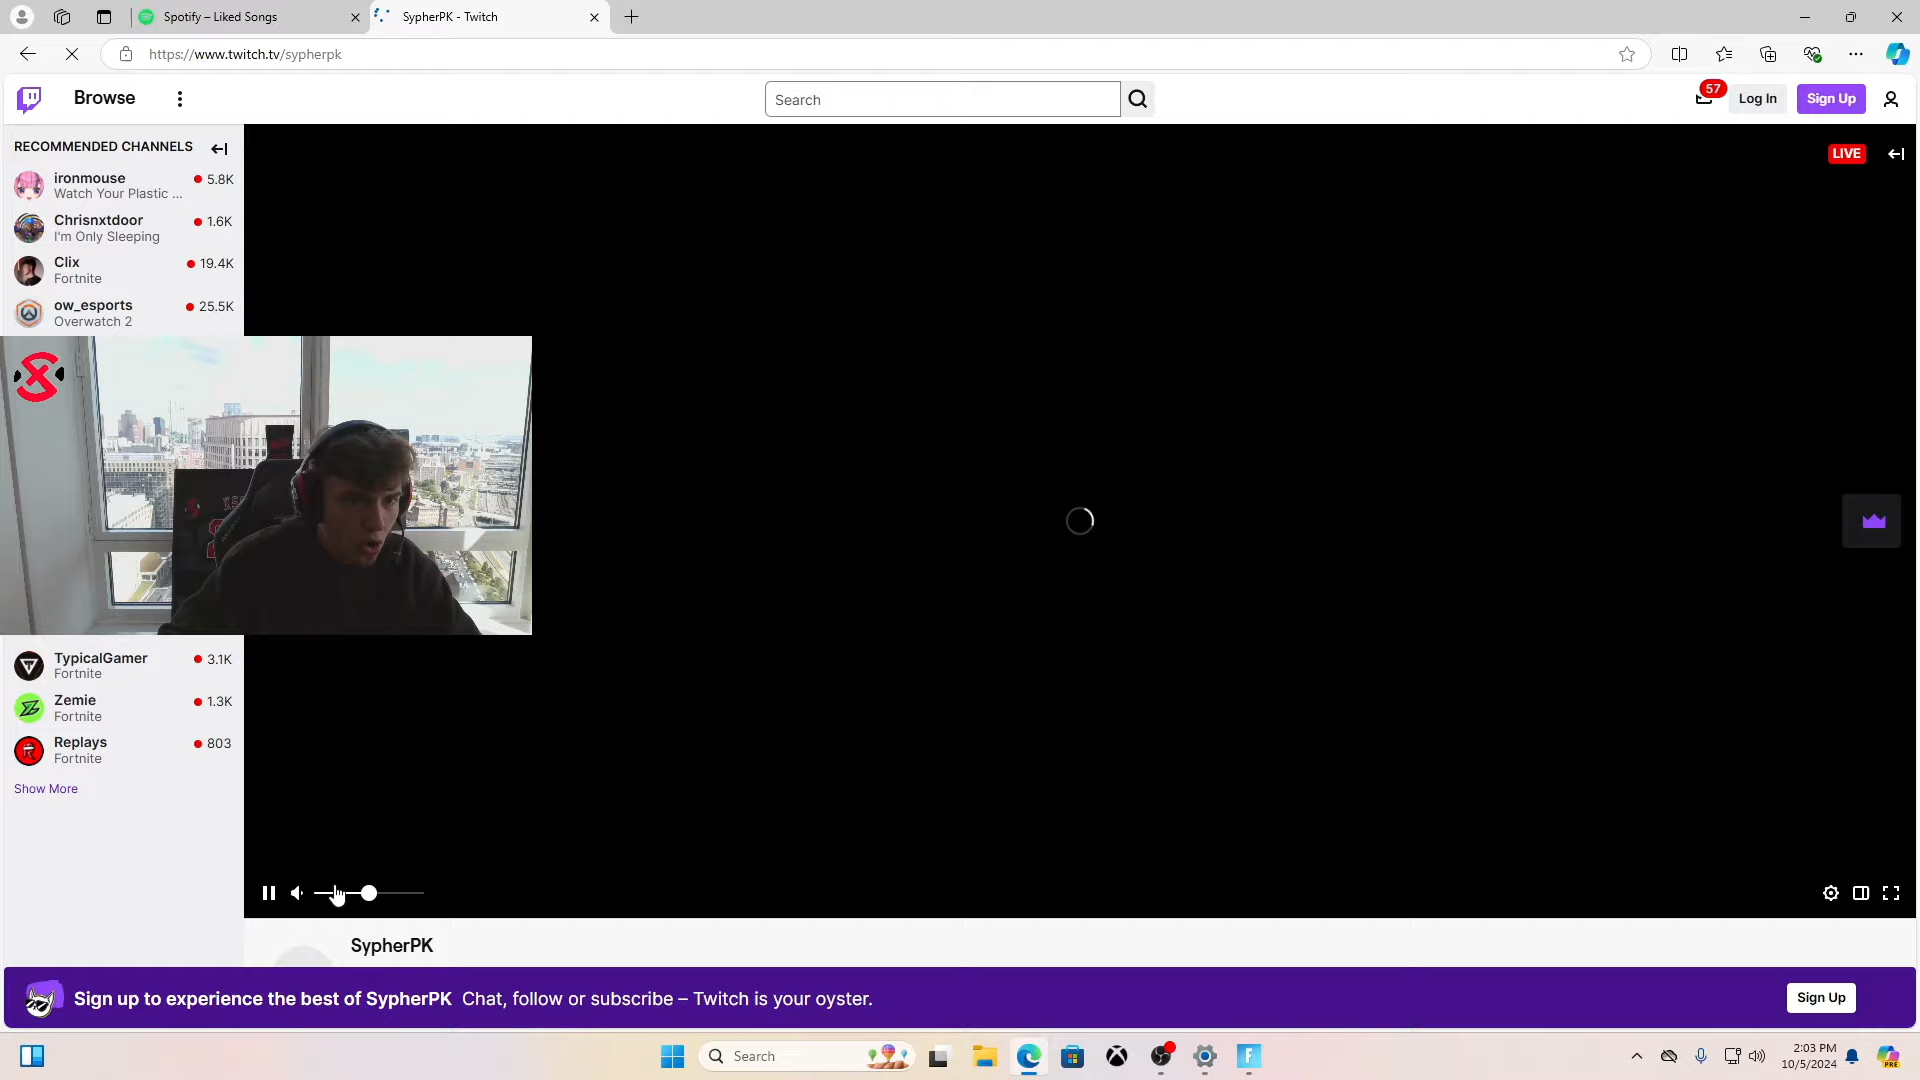 Spotify – Liked Songs
SypherPK - Twitch
https://www.twitch.tv/sypherpk
Browse
Search
57
Log In
Sign Up
RECOMMENDED CHANNELS
LIVE
ironmouse
5.8K
Watch Your Plastic ...
Chrisnxtdoor
1.6K
I'm Only Sleeping
Clix
19.4K
Fortnite
ow_esports
25.5K
Overwatch 2
TypicalGamer
3.1K
Fortnite
Zemie
1.3K
Fortnite
Replays
803
Fortnite
Show More
SypherPK
Sign up to experience the best of SypherPK Chat, follow or subscribe – Twitch is your oyster.
Sign Up
Search
2:03 PM
10/5/2024